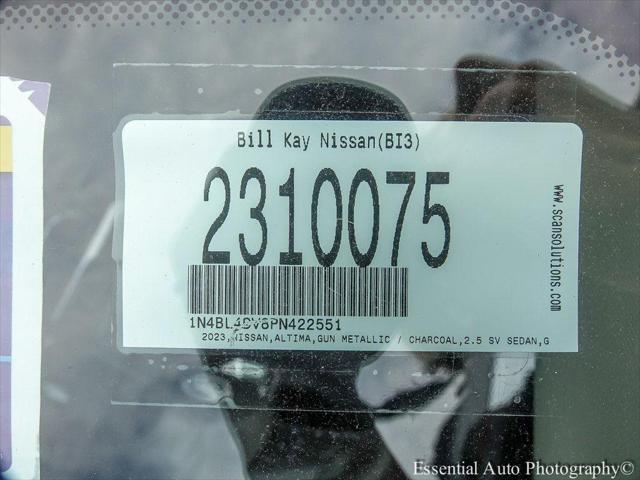 Bill Kay Nissan(BI3)
2310075
www.scansolutions.com
1N4BL4DV8PN422551
2023,NISSAN,ALTIMA,GUN METALLIC / CHARCOAL,2.5 SV SEDAN,G
Essential Auto Photography©